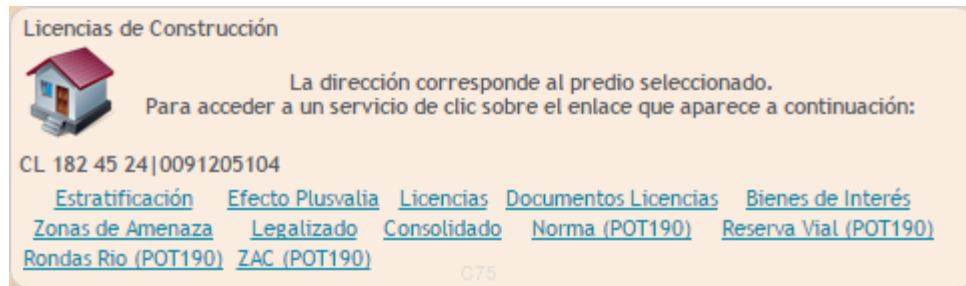 Licencias de Construcción
La dirección corresponde al predio seleccionado.
Para acceder a un servicio de clic sobre el enlace que aparece a continuación:
CL 182 45 24|0091205104
Estratificación Efecto Plusvalia Licencias Documentos Licencias Bienes de Interés
Zonas de Amenaza Legalizado Consolidado Norma (POT190) Reserva Vial (POT190)
Rondas Rio (POT190) ZAC (POT190)
C75